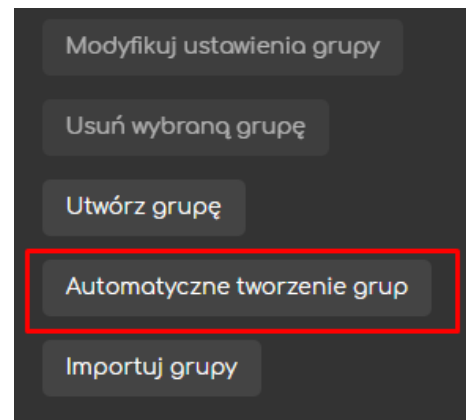 Modyfikuj ustawienia grupy
Usuń wybraną grupę
Utwórz grupę
Automatyczne tworzenie grup
Importuj grupy